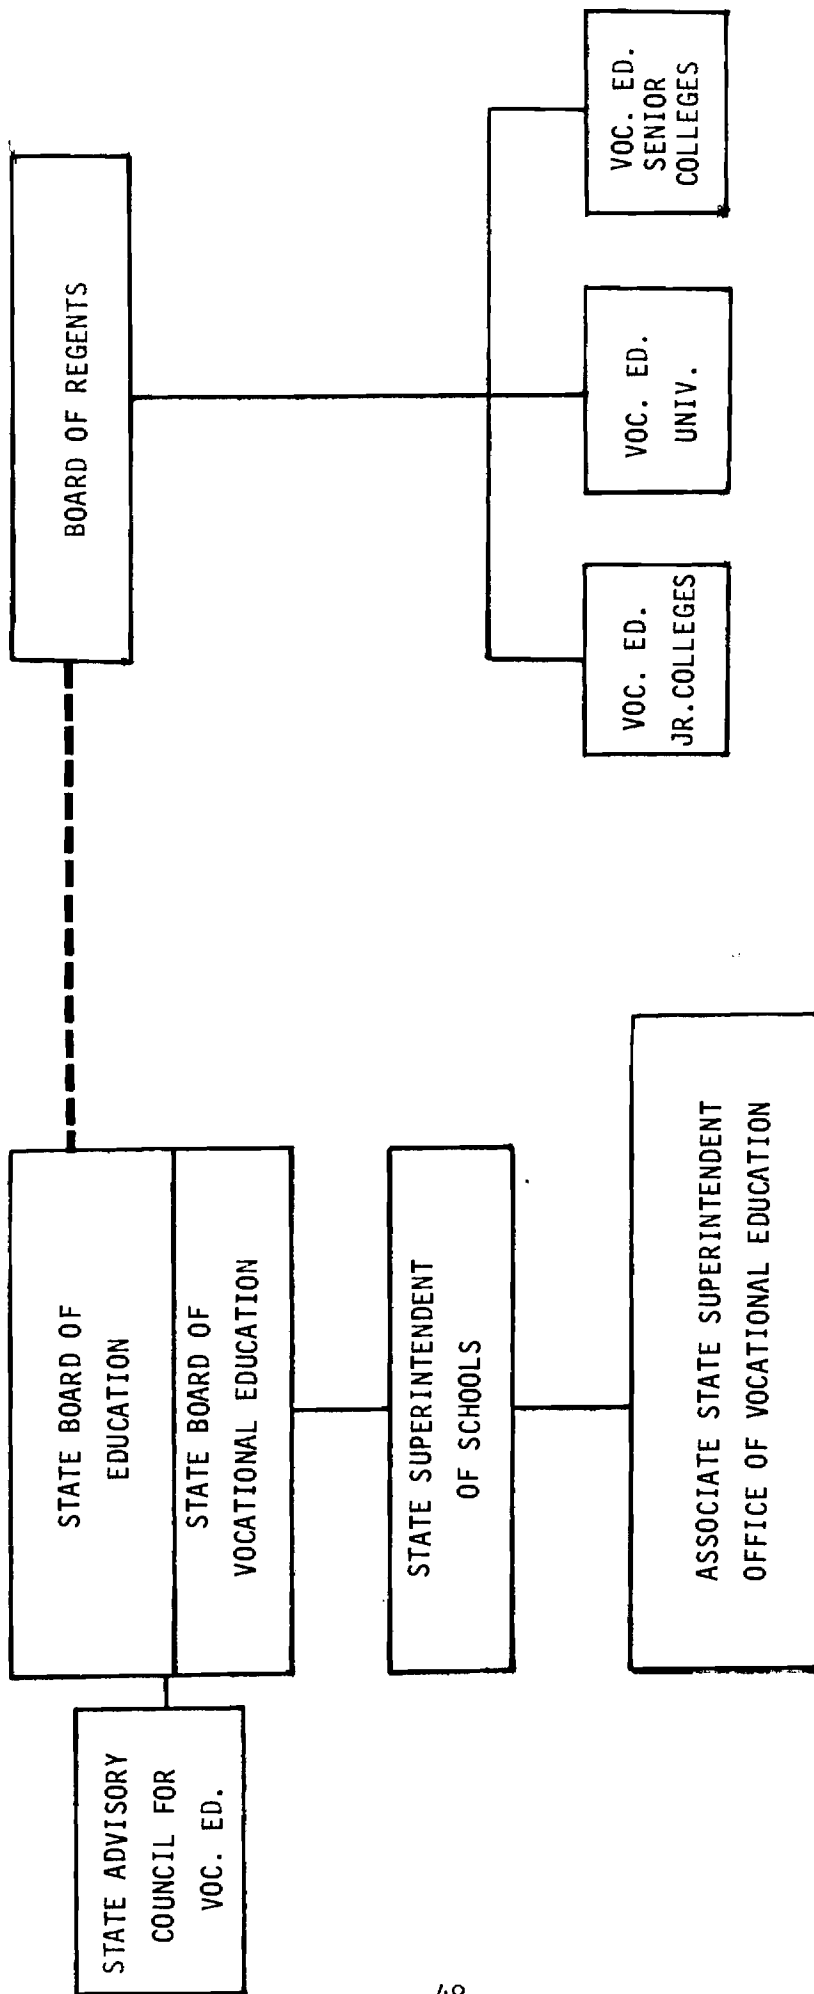 STATE ADVISORY
COUNCIL FOR
VOC. ED.
STATE BOARD OF
EDUCATION
STATE BOARD OF
VOCATIONAL EDUCATION
STATE SUPERINTENDENT
OF SCHOOLS
ASSOCIATE STATE SUPERINTENDENT
OFFICE OF VOCATIONAL EDUCATION
BOARD OF REGENTS
VOC. ED.
JR.COLLEGES
VOC. ED.
UNIV.
VOC. ED.
SENIOR
COLLEGES